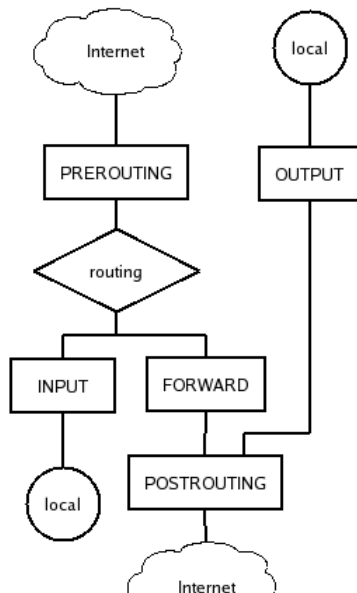 Internet
local
PREROUTING
OUTPUT
routing
INPUT
FORWARD
local
POSTROUTING
Internet